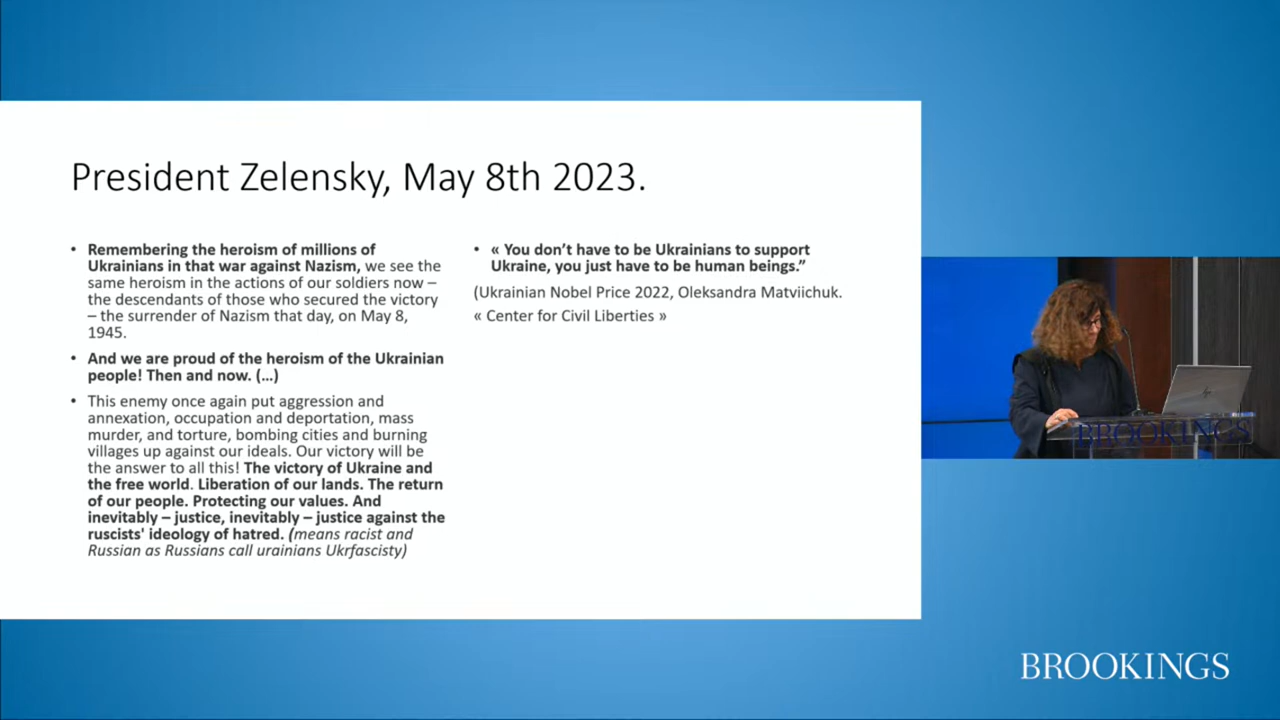 President Zelensky, May 8th 2023.
• Remembering the heroism of millions of
Ukrainians in that war against Nazism, we see the
same heroism in the actions of our soldiers now –
the descendants of those who secured the victory
– the surrender of Nazism that day, on May 8,
1945.
• And we are proud of the heroism of the Ukrainian
people! Then and now. (…)
• This enemy once again put aggression and
annexation, occupation and deportation, mass
murder, and torture, bombing cities and burning
villages up against our ideals. Our victory will be
the answer to all this! The victory of Ukraine and
the free world. Liberation of our lands. The return
of our people. Protecting our values. And
inevitably – justice, inevitably – justice against the
ruscists' ideology of hatred. (means racist and
Russian as Russians call urainians Ukrfascisty)
• « You don’t have to be Ukrainians to support
Ukraine, you just have to be human beings.”
(Ukrainian Nobel Price 2022, Oleksandra Matviichuk.
« Center for Civil Liberties »
BROOKINGS
BROOKINGS